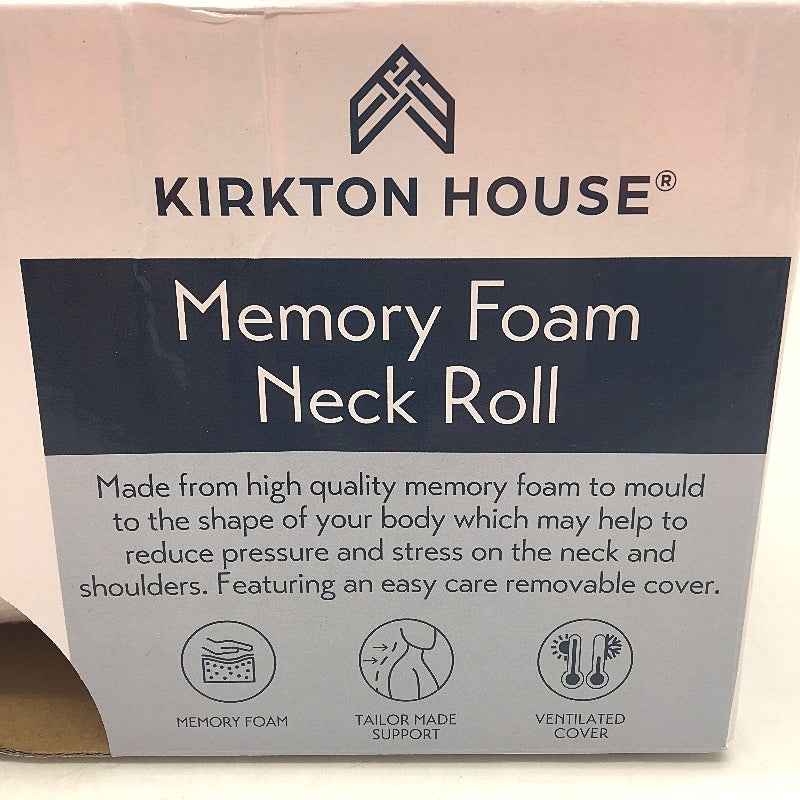 KIRKTON HOUSE®
Memory Foam
Neck Roll
Made from high quality memory foam to mould
to the shape of your body which may help to
reduce pressure and stress on the neck and
shoulders. Featuring an easy care removable cover.
MEMORY FOAM
TAILOR MADE
SUPPORT
VENTILATED
COVER